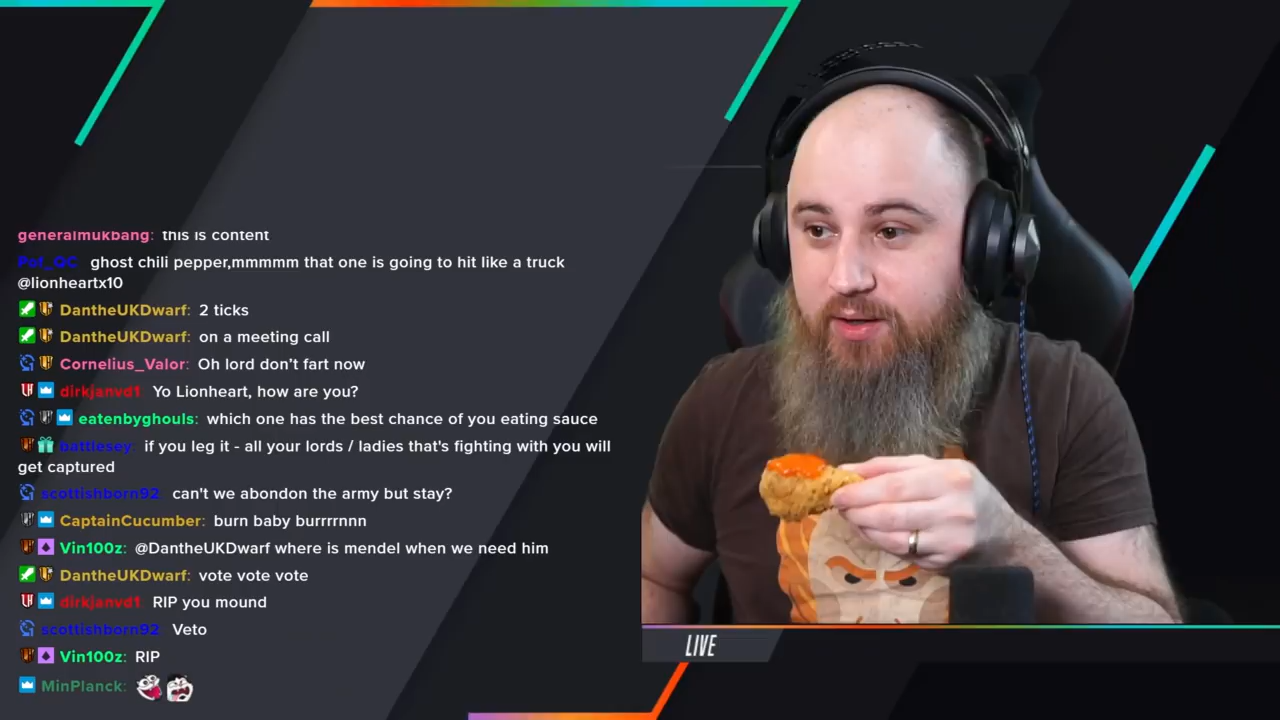 generalmukbang: this is content
Pof_QC ghost chili pepper,mmmmm that one is going to hit like a truck
@lionheartx10
DantheUKDwarf: 2 ticks
DantheUKDwarf: on a meeting call
Cornelius_Valor: Oh lord don't fart now
dirkjanvd1: Yo Lionheart, how are you?
eatenbyghouls: which one has the best chance of you eating sauce
battlesey: if you leg it - all your lords / ladies that's fighting with you will
get captured
scottishborn92 can't we abondon the army but stay?
CaptainCucumber: burn baby burrrrnnn
Vin100z: @DantheUKDwarf where is mendel when we need him
DantheUKDwarf: vote vote vote
dirkjanvd1: RIP you mound
scottishborn92 Veto
Vin100z: RIP
MinPlanck:
LIVE